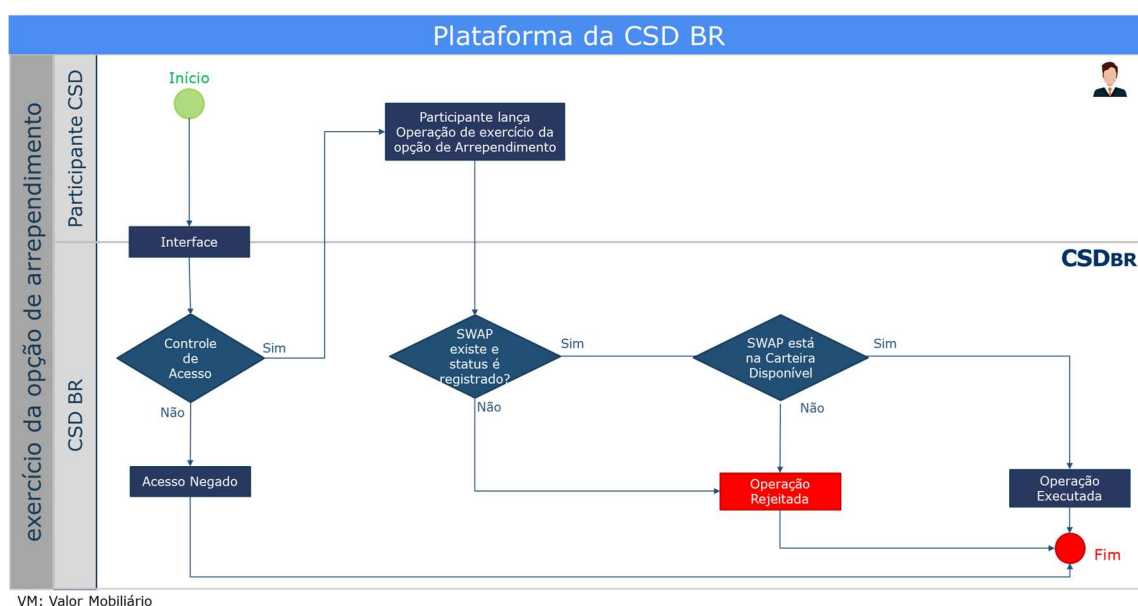 Plataforma da CSD BR
exercício da opção de arrependimento
Participante CSD
Início
Participante lança
Operação de exercício da
opção de Arrependimento
Interface
CSD BR
CSDBR
Controle
de
Acesso
Sim
SWAP
existe e
status é
registrado?
Sim
SWAP está
na Carteira
Disponível
Sim
Não
Não
Não
Acesso Negado
Operação
Rejeitada
Operação
Executada
Fim
VM: Valor Mobiliário